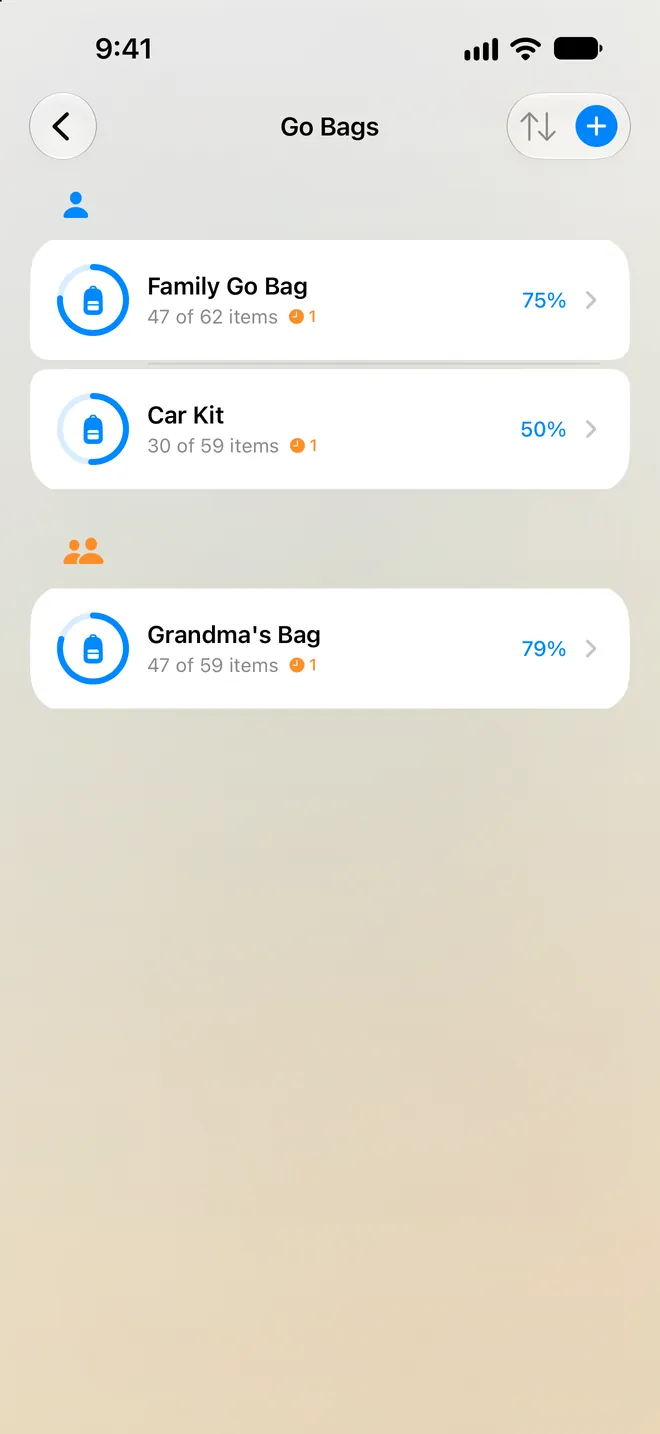 9:41
Go Bags
Family Go Bag
47 of 62 items 1
75%
Car Kit
30 of 59 items 1
50%
Grandma's Bag
47 of 59 items 1
79%